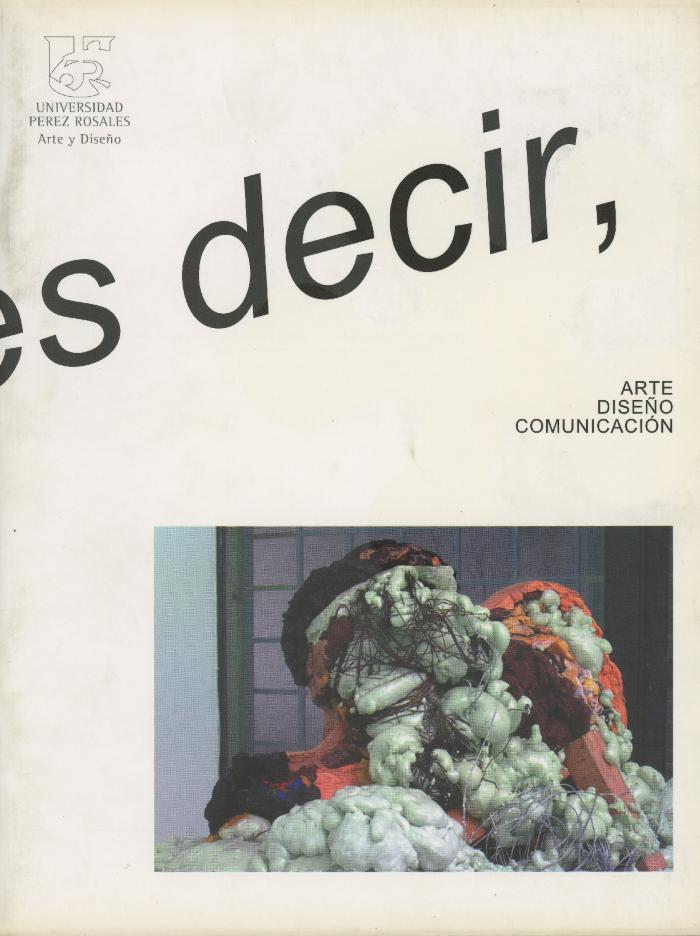 UNIVERSIDAD
PEREZ ROSALES
Arte y Diseño
es decir,
ARTE
DISEÑO
COMUNICACIÓN